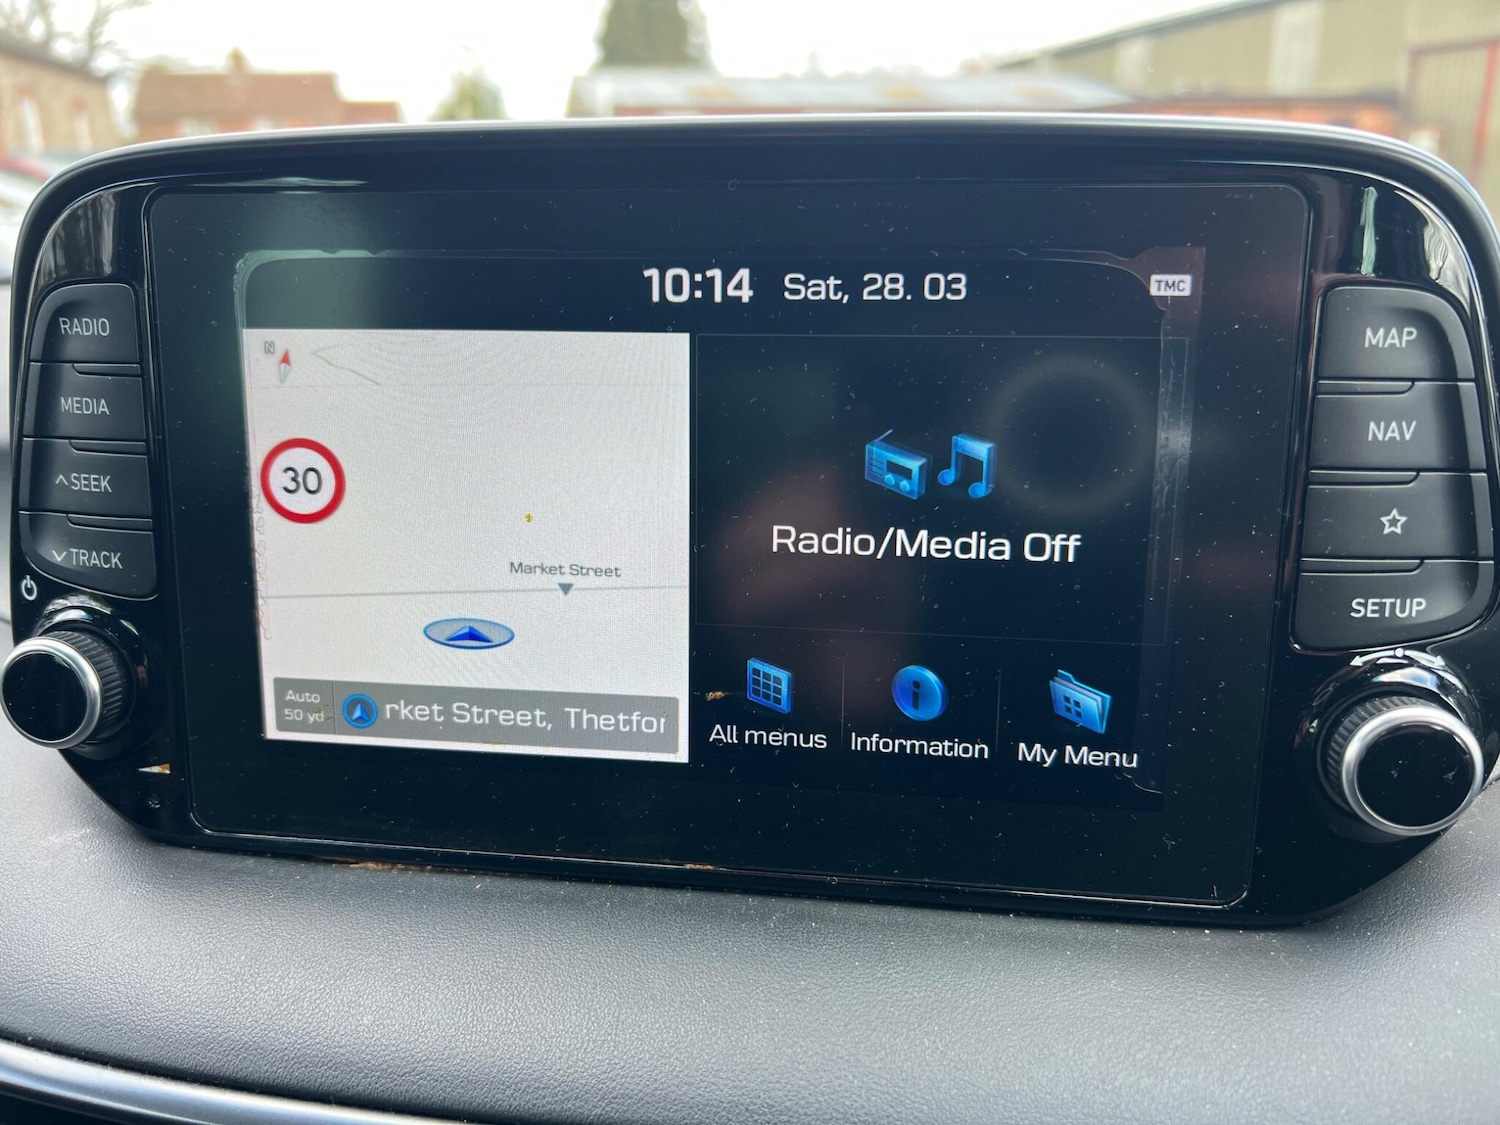 10:14 Sat, 28. 03
TMC
RADIO
MEDIA
^SEEK
TRACK
N
30
Market Street
Auto
50 yd
rket Street, Thetfor
Radio/Media Off
All menus
Information
My Menu
MAP
NAV
SETUP